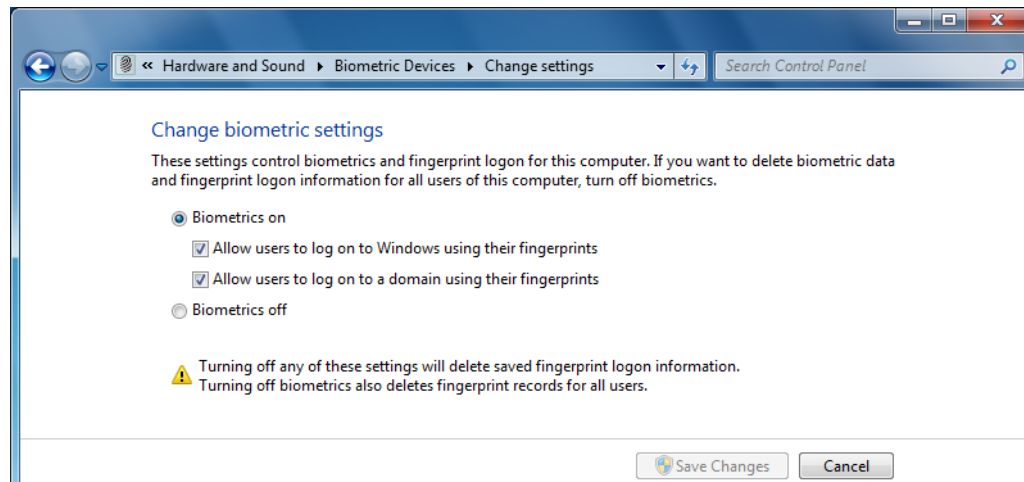 « Hardware and Sound ▸ Biometric Devices ▸ Change settings
Search Control Panel
Change biometric settings
These settings control biometrics and fingerprint logon for this computer. If you want to delete biometric data
and fingerprint logon information for all users of this computer, turn off biometrics.
Biometrics on
Allow users to log on to Windows using their fingerprints
Allow users to log on to a domain using their fingerprints
Biometrics off
Turning off any of these settings will delete saved fingerprint logon information.
Turning off biometrics also deletes fingerprint records for all users.
Save Changes
Cancel